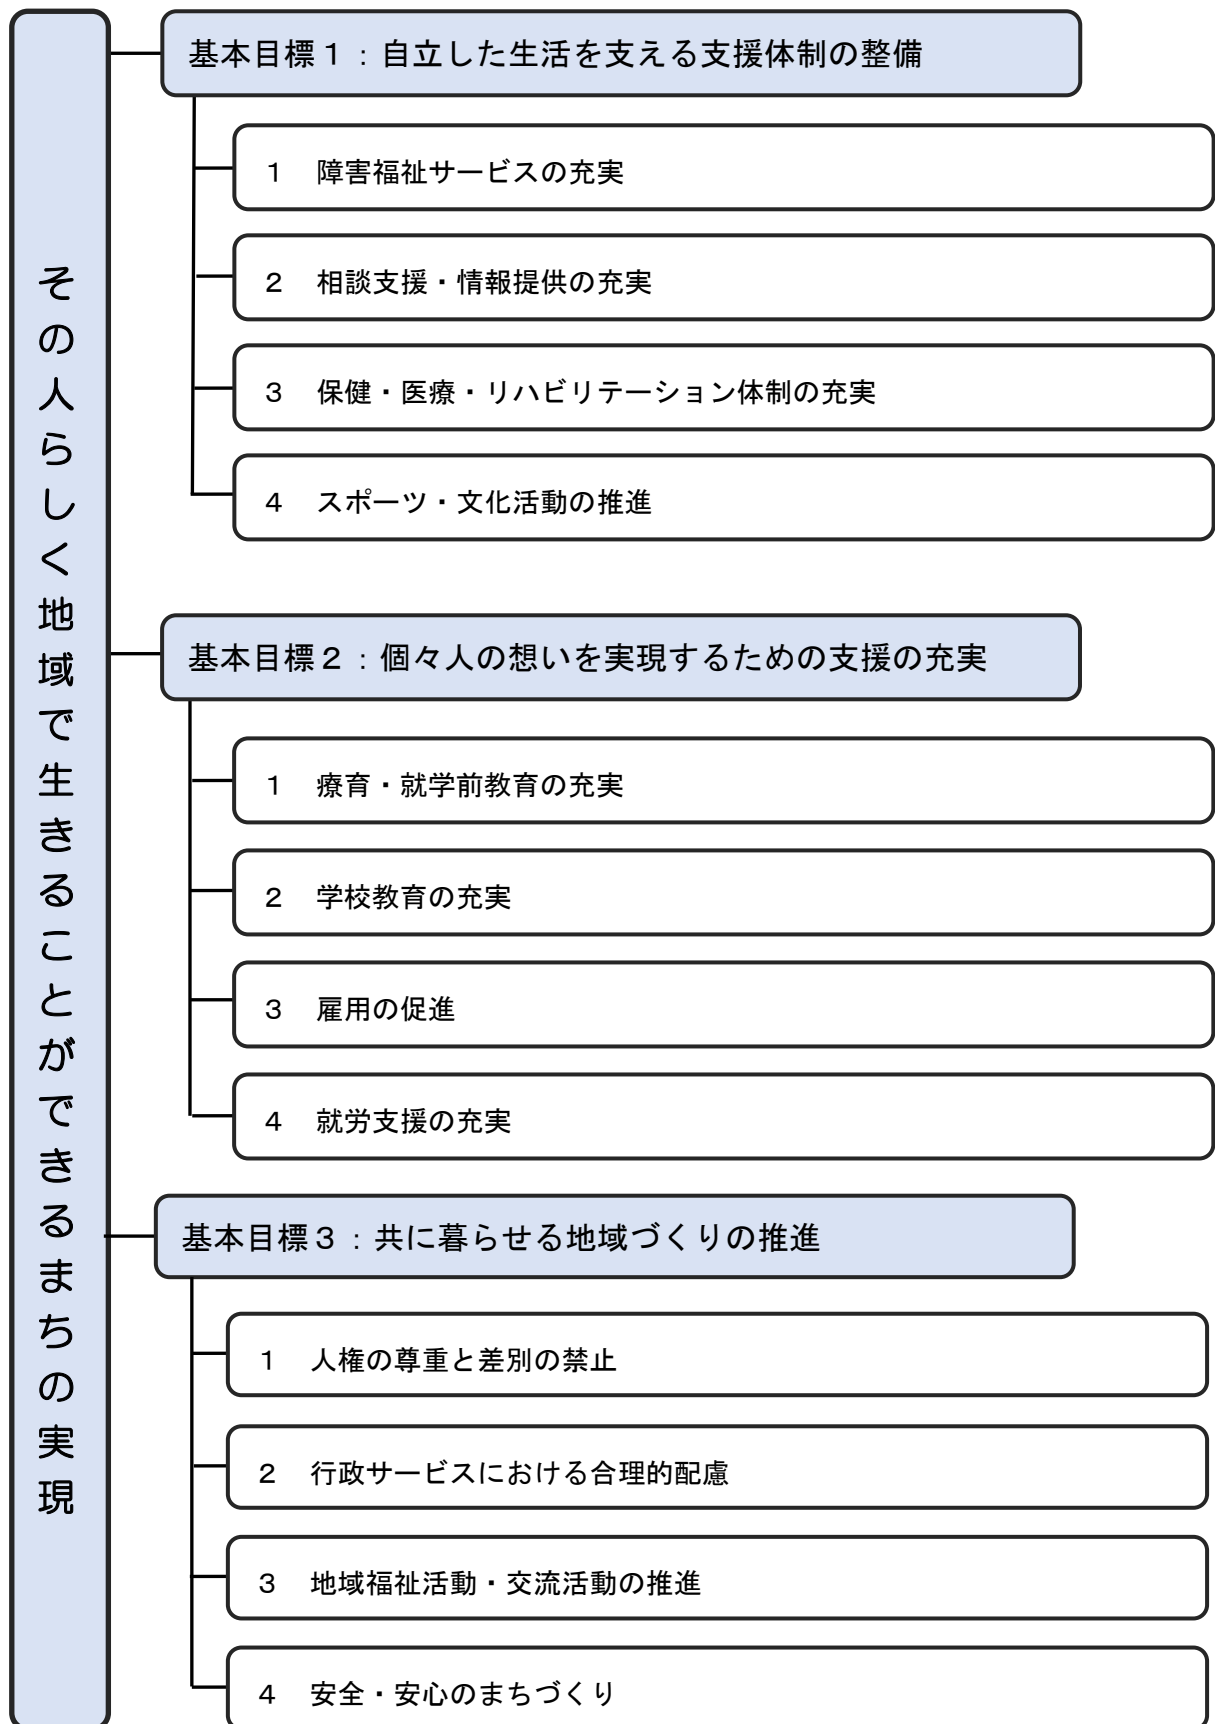 その人らしく地域で生きることができるまちの実現
基本目標１：自立した生活を支える支援体制の整備
１　障害福祉サービスの充実
２　相談支援・情報提供の充実
３　保健・医療・リハビリテーション体制の充実
４　スポーツ・文化活動の推進
基本目標２：個々人の想いを実現するための支援の充実
１　療育・就学前教育の充実
２　学校教育の充実
３　雇用の促進
４　就労支援の充実
基本目標３：共に暮らせる地域づくりの推進
１　人権の尊重と差別の禁止
２　行政サービスにおける合理的配慮
３　地域福祉活動・交流活動の推進
４　安全・安心のまちづくり